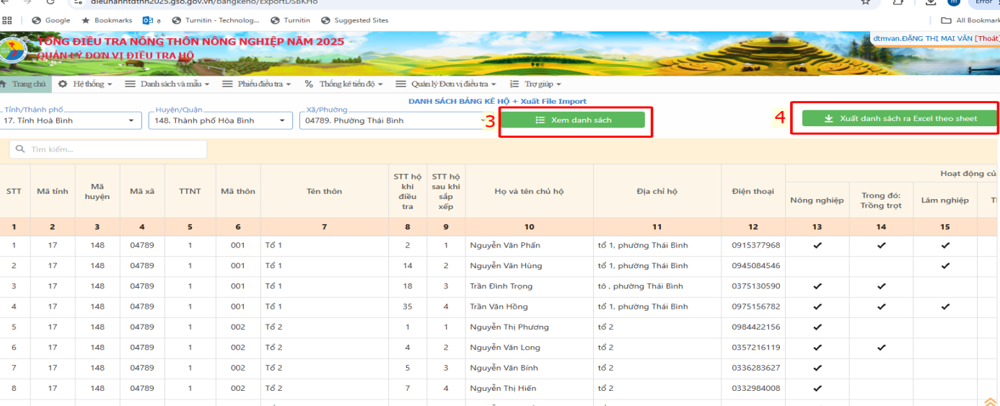 dieuhanhtdtnn2025.gso.gov.vn/bangkeho/ExportDSBKHo
m Error
Google Bookmarks Turnitin - Technolog... Turnitin Suggested Sites All Bookmark
TỔNG ĐIỀU TRA NÔNG THÔN NÔNG NGHIỆP NĂM 2025
dtmvan.ĐẶNG THỊ MAI VÂN [Thoát]
QUẢN LÝ ĐƠN VỊ ĐIỀU TRA HỘ
Trang chủ Hệ thống Danh sách và mẫu Phiếu điều tra % Thống kê tiến độ Quản lý Đơn vị điều tra Trợ giúp
DANH SÁCH BẢNG KÊ HỘ + Xuất File Import
Tỉnh/Thành phố Huyện/Quận Xã/Phường
17. Tỉnh Hoà Bình 148. Thành phố Hòa Bình 04789. Phường Thái Bình 3 Xem danh sách 4 Xuất danh sách ra Excel theo sheet
Tìm kiếm...
STT Mã tỉnh Mã huyện Mã xã TTNT Mã thôn Tên thôn STT hộ khi điều tra STT hộ sau khi sắp xếp Họ và tên chủ hộ Địa chỉ hộ Điện thoại Hoạt động củ
Nông nghiệp Trong đó: Trồng trọt Lâm nghiệp
1 2 3 4 5 6 7 8 9 10 11 12 13 14 15
1 17 148 04789 1 001 Tổ 1 2 1 Nguyễn Văn Phấn tổ 1, phường Thái Bình 0915377968 ✓ ✓ ✓
2 17 148 04789 1 001 Tổ 1 14 2 Nguyễn Văn Hùng tổ 1, phường Thái Bình 0945084546 ✓
3 17 148 04789 1 001 Tổ 1 18 3 Trần Đình Trọng tô , phường Thái Bình 0375130590 ✓ ✓
4 17 148 04789 1 001 Tổ 1 35 4 Trần Văn Hồng tổ 1, phường Thái Bình 0975156782 ✓ ✓ ✓
5 17 148 04789 1 002 Tổ 2 1 1 Nguyễn Thị Phương tổ 2 0984422156 ✓
6 17 148 04789 1 002 Tổ 2 4 2 Nguyễn Văn Long tổ 2 0357216119 ✓ ✓
7 17 148 04789 1 002 Tổ 2 5 3 Nguyễn Văn Bính tổ 2 0336283627 ✓
8 17 148 04789 1 002 Tổ 2 7 4 Nguyễn Thị Hiến tổ 2 0332984008 ✓